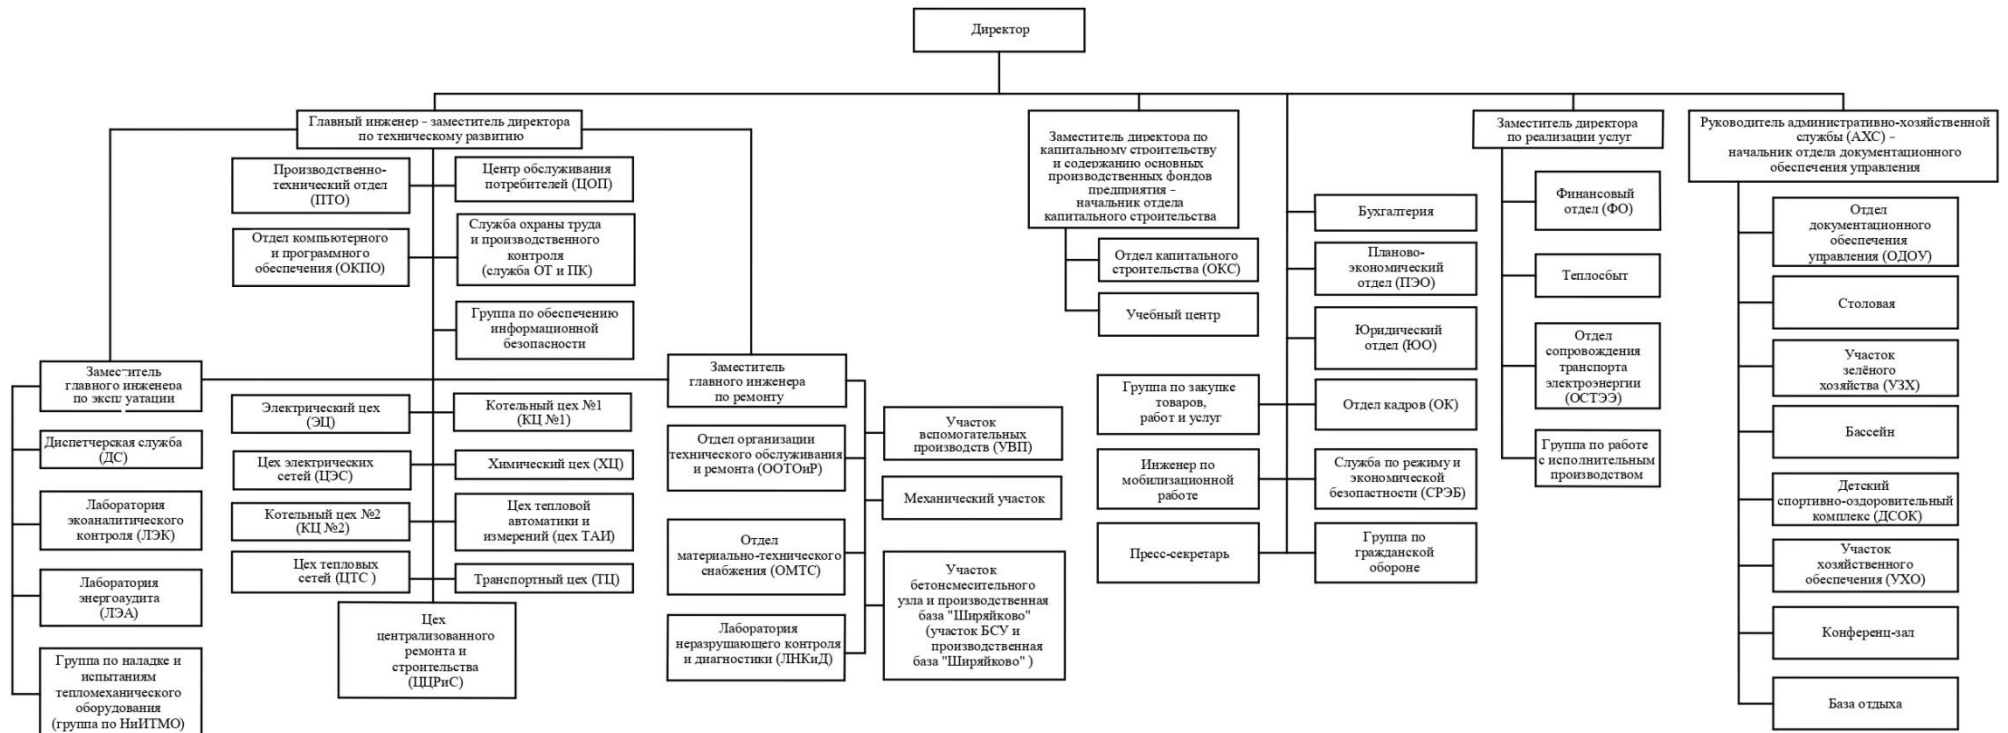 Директор
Главный инженер – заместитель директора
по техническому развитию
Производственно-
технический отдел
(ПТО)
Центр обслуживания
потребителей (ЦОП)
Отдел компьютерного
и программного
обеспечения (ОКПО)
Служба охраны труда
и производственного
контроля
(служба ОТ и ПК)
Группа по обеспечению
информационной
безопасности
Заместитель
главного инженера
по эксплуатации
Диспетчерская служба
(ДС)
Лаборатория
экоаналитического
контроля (ЛЭК)
Лаборатория
энергоаудита
(ЛЭА)
Группа по наладке и
испытаниям
тепломеханического
оборудования
(группа по НиИТМО)
Электрический цех
(ЭЦ)
Котельный цех №1
(КЦ №1)
Цех электрических
сетей (ЦЭС)
Химический цех (ХЦ)
Котельный цех №2
(КЦ №2)
Цех тепловой
автоматики и
измерений (цех ТАИ)
Цех тепловых
сетей (ЦТС )
Транспортный цех (ТЦ)
Цех
централизованного
ремонта и
строительства
(ЦЦРиС)
Заместитель
главного инженера
по ремонту
Отдел организации
технического обслуживания
и ремонта (ООТОиР)
Отдел
материально-технического
снабжения (ОМТС)
Лаборатория
неразрушающего контроля
и диагностики (ЛНКиД)
Участок
вспомогательных
производств (УВП)
Механический участок
Участок
бетонсмесительного
узла и производственная
база "Ширяйково"
(участок БСУ и
производственная
база "Ширяйково" )
Заместитель директора по
капитальному строительству
и содержанию основных
производственных фондов
предприятия –
начальник отдела
капитального строительства
Отдел капитального
строительства (ОКС)
Учебный центр
Бухгалтерия
Планово-
экономический
отдел (ПЭО)
Юридический
отдел (ЮО)
Группа по закупке
товаров,
работ и услуг
Отдел кадров (ОК)
Инженер по
мобилизационной
работе
Служба по режиму и
экономической
безопастности (СРЭБ)
Пресс-секретарь
Группа по
гражданской
обороне
Заместитель директора
по реализации услуг
Финансовый
отдел (ФО)
Теплосбыт
Отдел
сопровождения
транспорта
электроэнергии
(ОСТЭЭ)
Группа по работе
с исполнительным
производством
Руководитель административно-хозяйственной
службы (АХС) –
начальник отдела документационного
обеспечения управления
Отдел
документационного
обеспечения
управления (ОДОУ)
Столовая
Участок
зелёного
хозяйства (УЗХ)
Бассейн
Детский
спортивно-оздоровительный
комплекс (ДСОК)
Участок
хозяйственного
обеспечения (УХО)
Конференц-зал
База отдыха